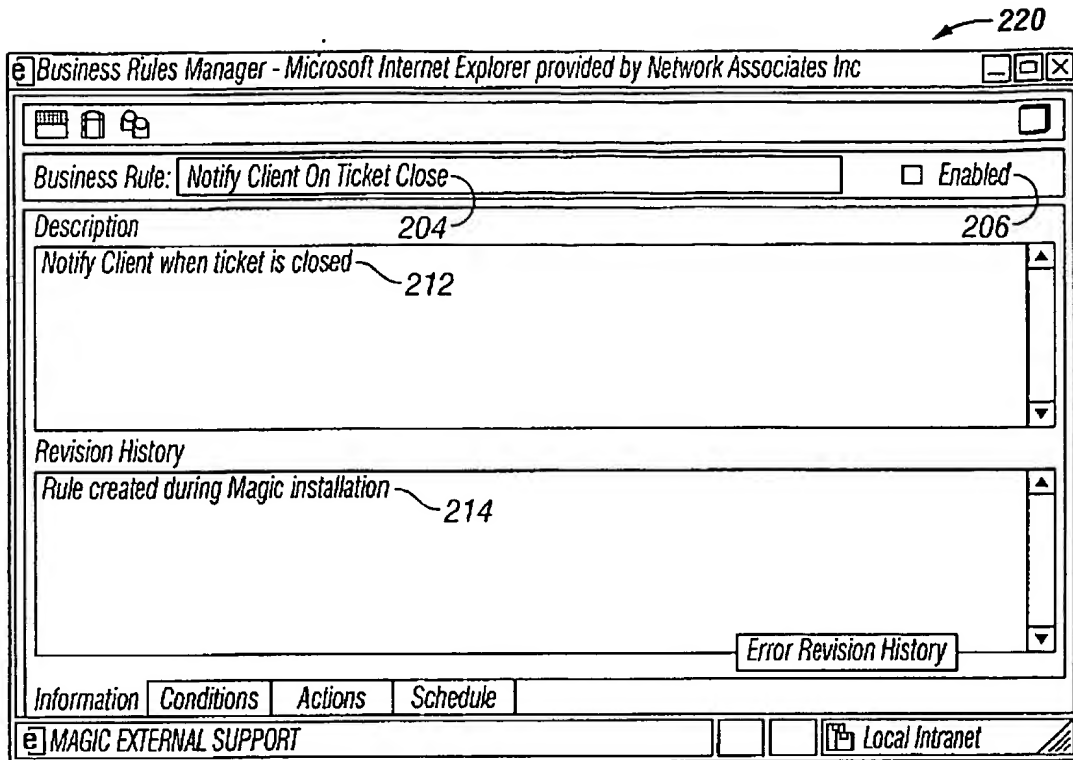 220
Business Rules Manager - Microsoft Internet Explorer provided by Network Associates Inc
Business Rule: Notify Client On Ticket Close Enabled
Description 204 206
Notify Client when ticket is closed
212
Revision History
Rule created during Magic installation
214
Error Revision History
Information Conditions Actions Schedule
MAGIC EXTERNAL SUPPORT Local Intranet